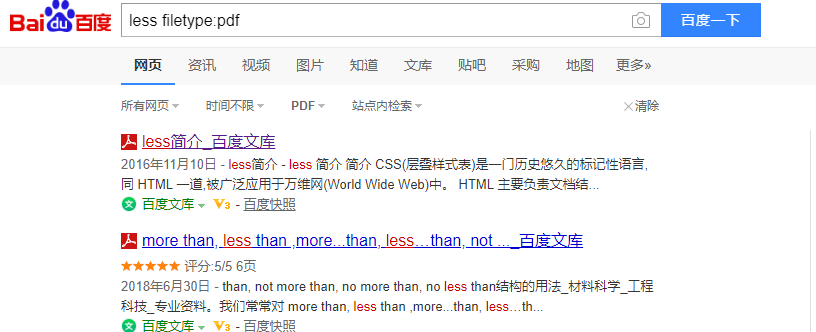 Bai du 百度 less filetype:pdf 百度一下
网页 资讯 视频 图片 知道 文库 贴吧 采购 地图 更多»
所有网页 时间不限 PDF 站点内检索 ×清除
less简介_百度文库
2016年11月10日 - less简介 - less 简介 简介 CSS(层叠样式表)是一门历史悠久的标记性语言,
同 HTML 一道,被广泛应用于万维网(World Wide Web)中。 HTML 主要负责文档结...
文 百度文库 V3 - 百度快照
more than, less than ,more...than, less…than, not ..._百度文库
★★★★★ 评分:5/5 6页
2018年6月30日 - than, not more than, no more than, no less than结构的用法_材料科学_工程
科技_专业资料。我们常常对 more than, less than ,more...than, less…th...
文 百度文库 V3 - 百度快照